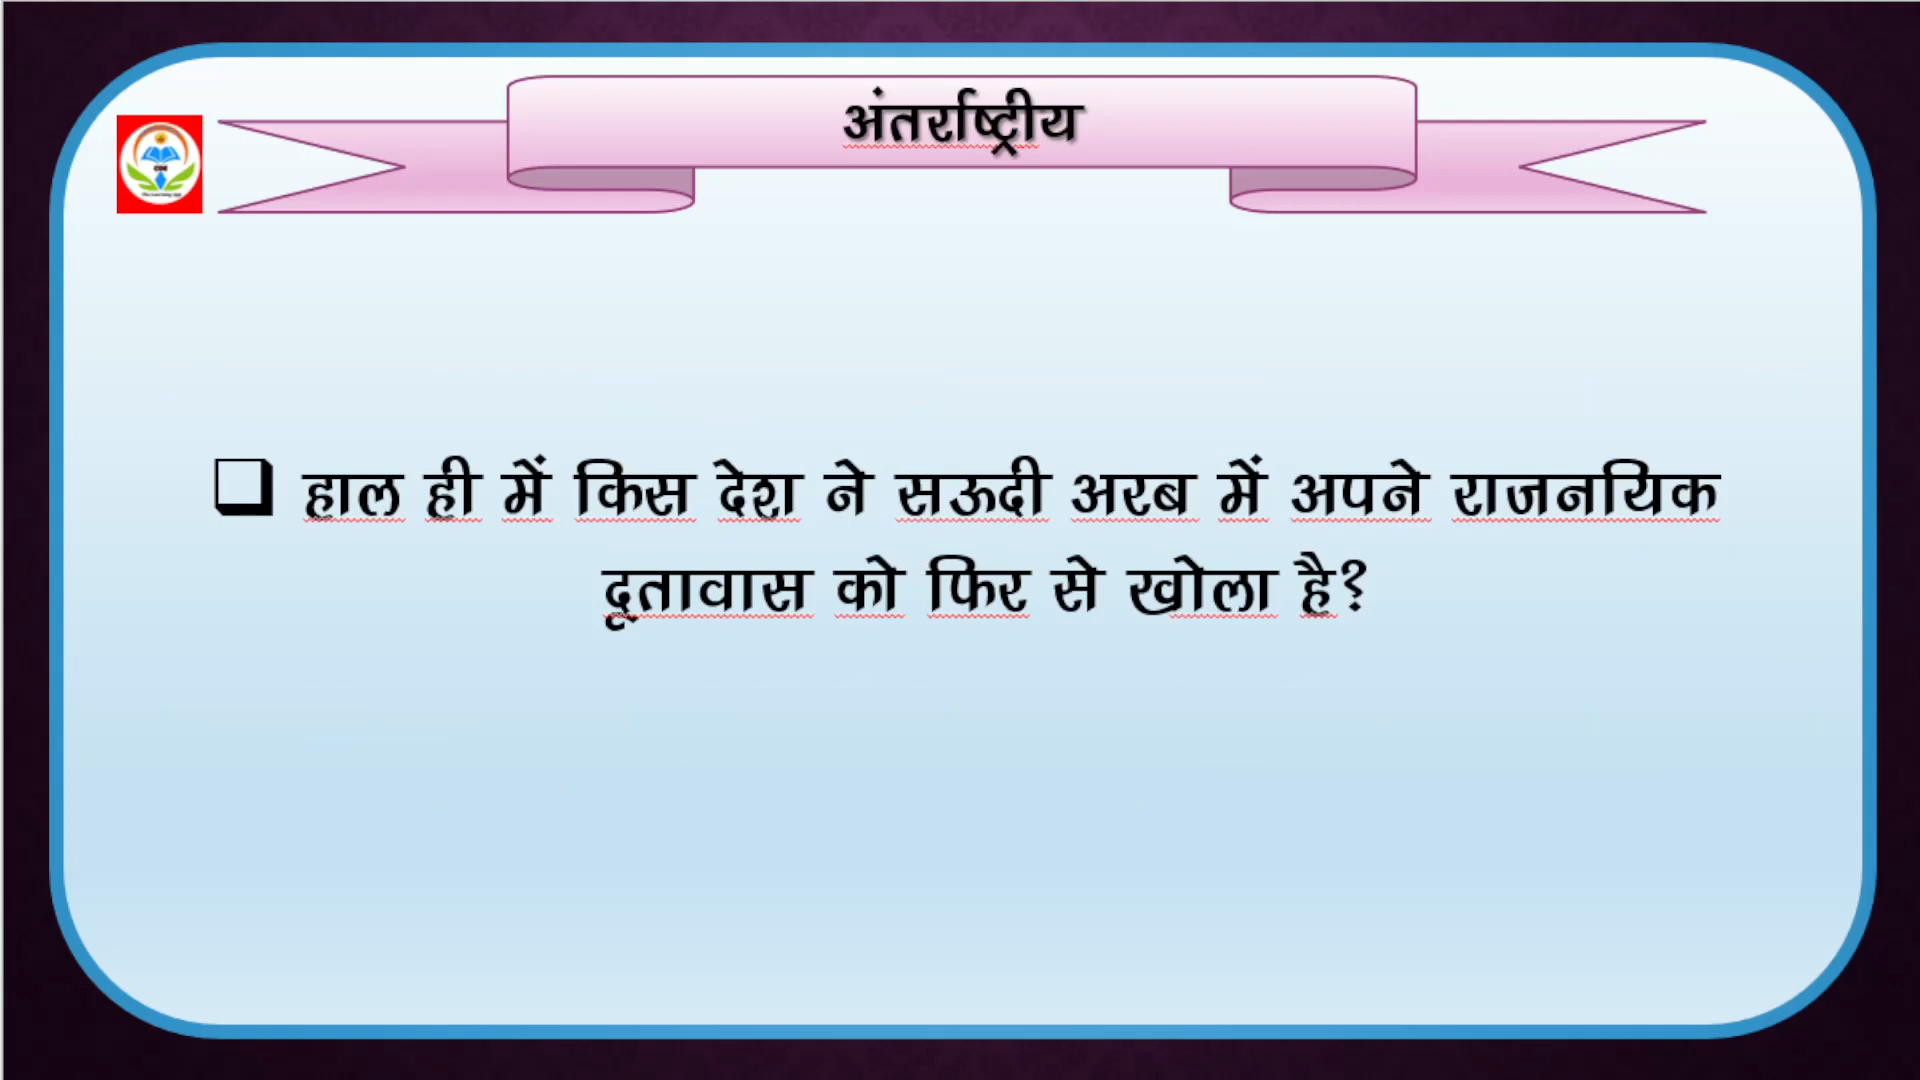 अंतर्राष्ट्रीय
हाल ही में किस देश ने सऊदी अरब में अपने राजनयिक
दूतावास को फिर से खोला है?